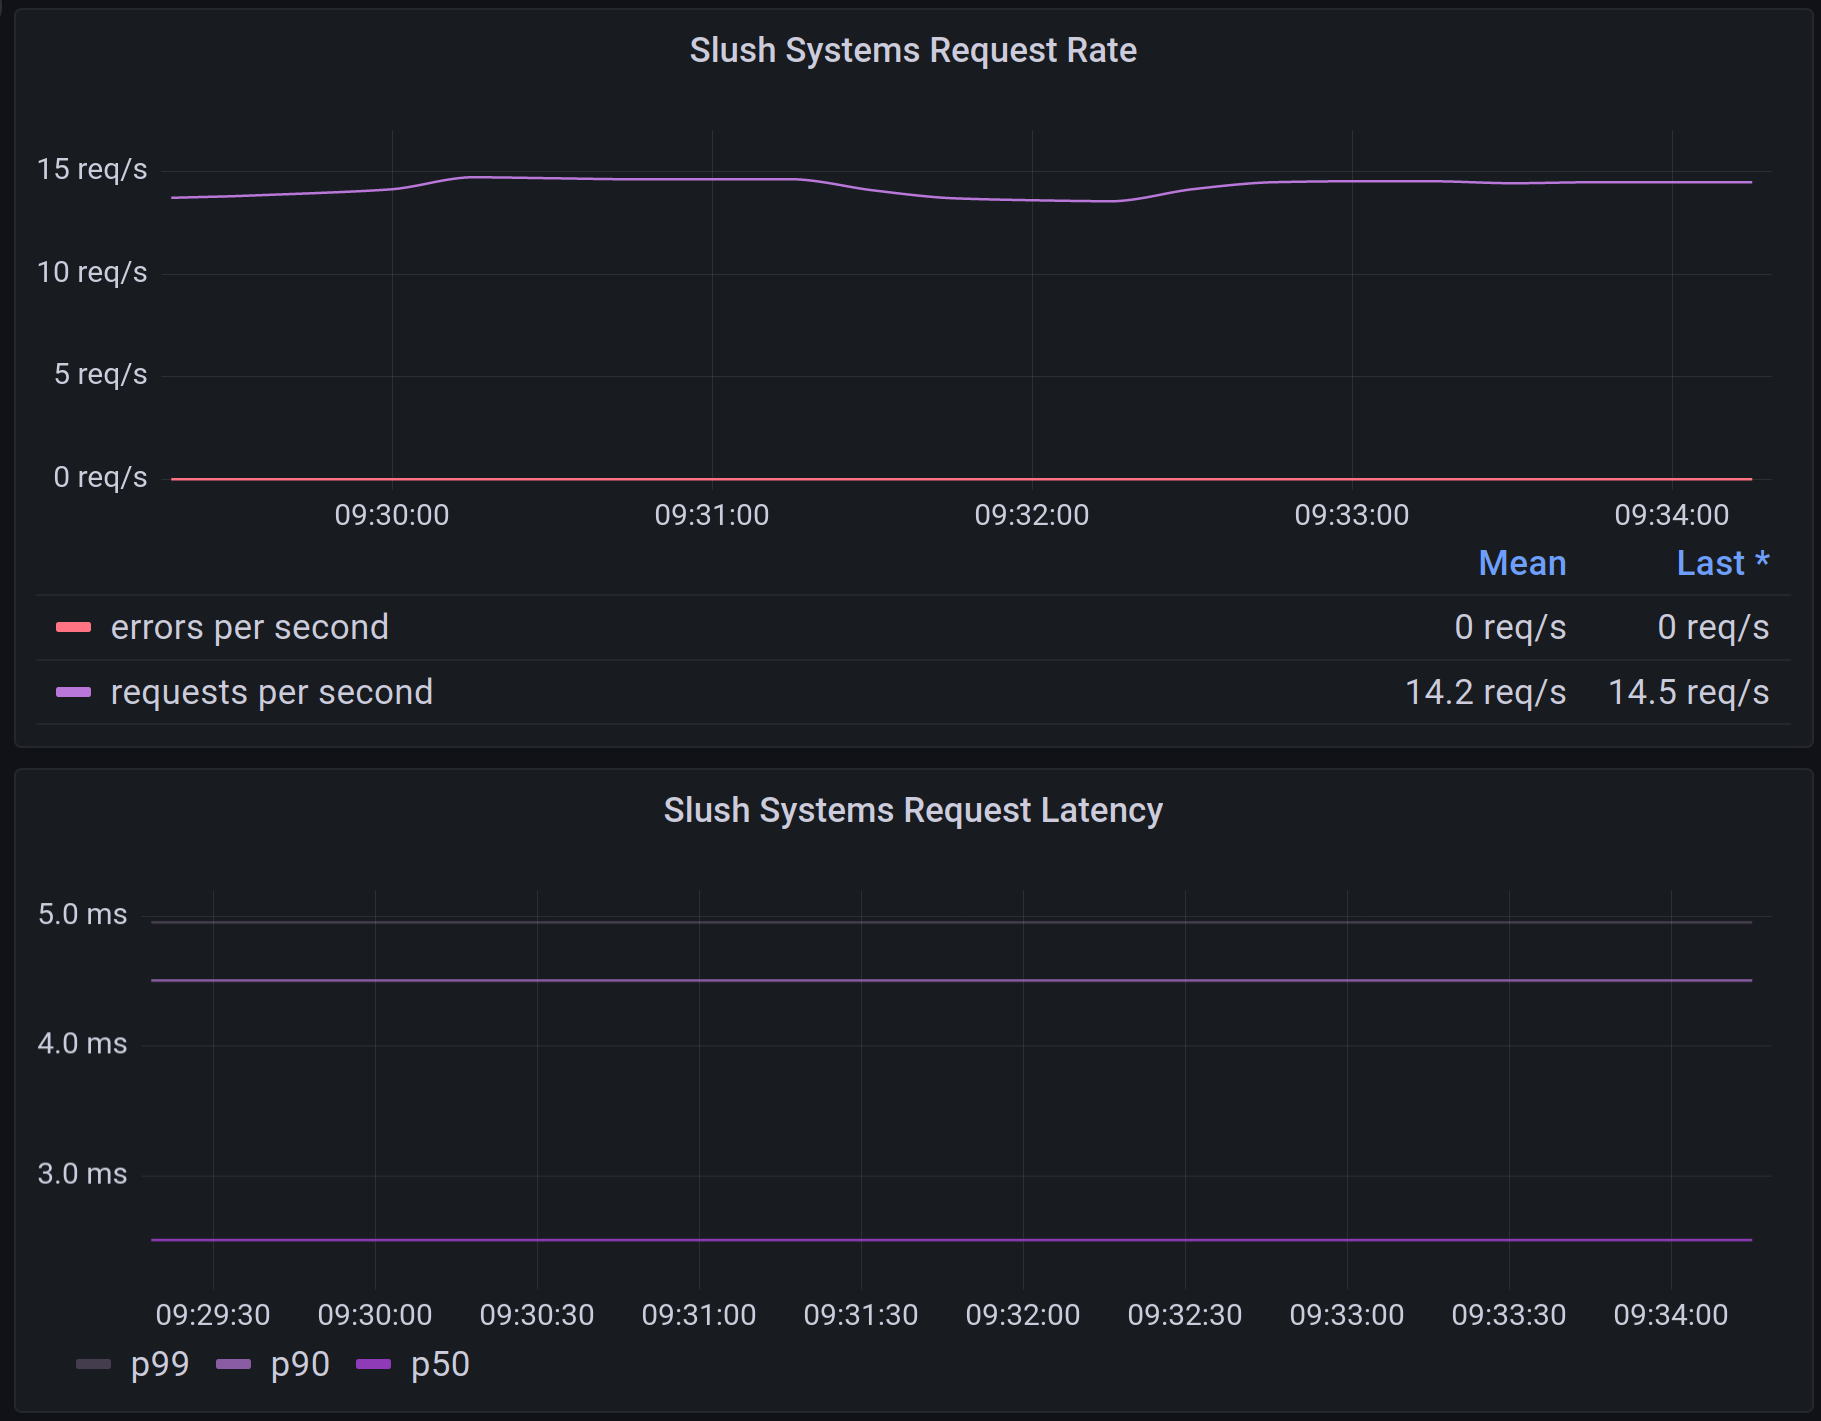 Slush Systems Request Rate
15 req/s
10 req/s
5 req/s
0 req/s
09:30:00 09:31:00 09:32:00 09:33:00 09:34:00
Mean Last *
errors per second 0 req/s 0 req/s
requests per second 14.2 req/s 14.5 req/s
Slush Systems Request Latency
5.0 ms
4.0 ms
3.0 ms
09:29:30 09:30:00 09:30:30 09:31:00 09:31:30 09:32:00 09:32:30 09:33:00 09:33:30 09:34:00
p99 p90 p50